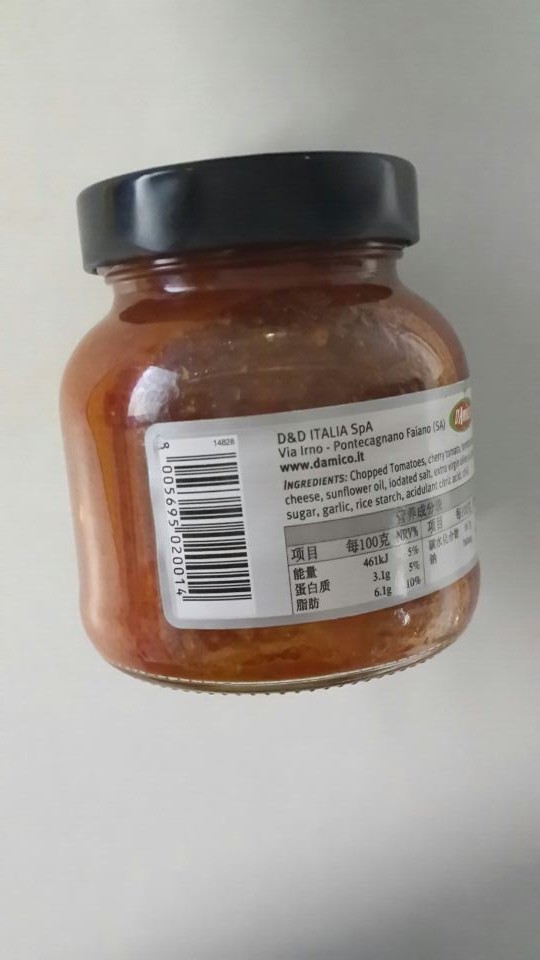 14828
8 005695 020014
D&D ITALIA SpA
Via Irno - Pontecagnano Faiano (SA)
www.damico.it
INGREDIENTS: Chopped Tomatoes, cherry tomato,
cheese, sunflower oil, iodated salt, extra virgin olive
sugar, garlic, rice starch, acidulant citric acid,
营养成分表
项目 每100克 NRV% 项目
能量 461kJ 5% 碳水化合物
蛋白质 3.1g 5% 钠
脂肪 6.1g 10%